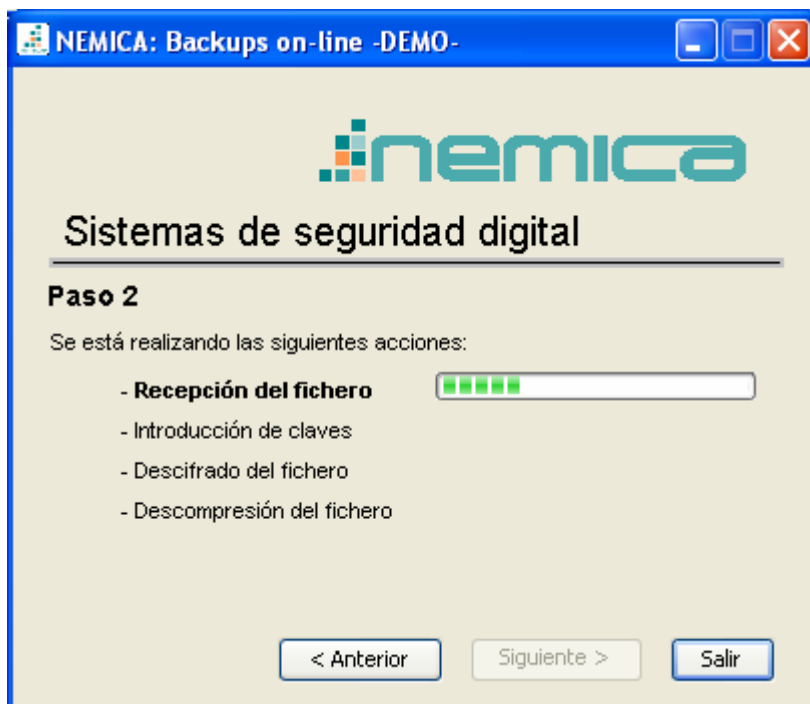 NEMICA: Backups on-line -DEMO-
nemica
Sistemas de seguridad digital
Paso 2
Se está realizando las siguientes acciones:
- Recepción del fichero
- Introducción de claves
- Descifrado del fichero
- Descompresión del fichero
< Anterior
Siguiente >
Salir